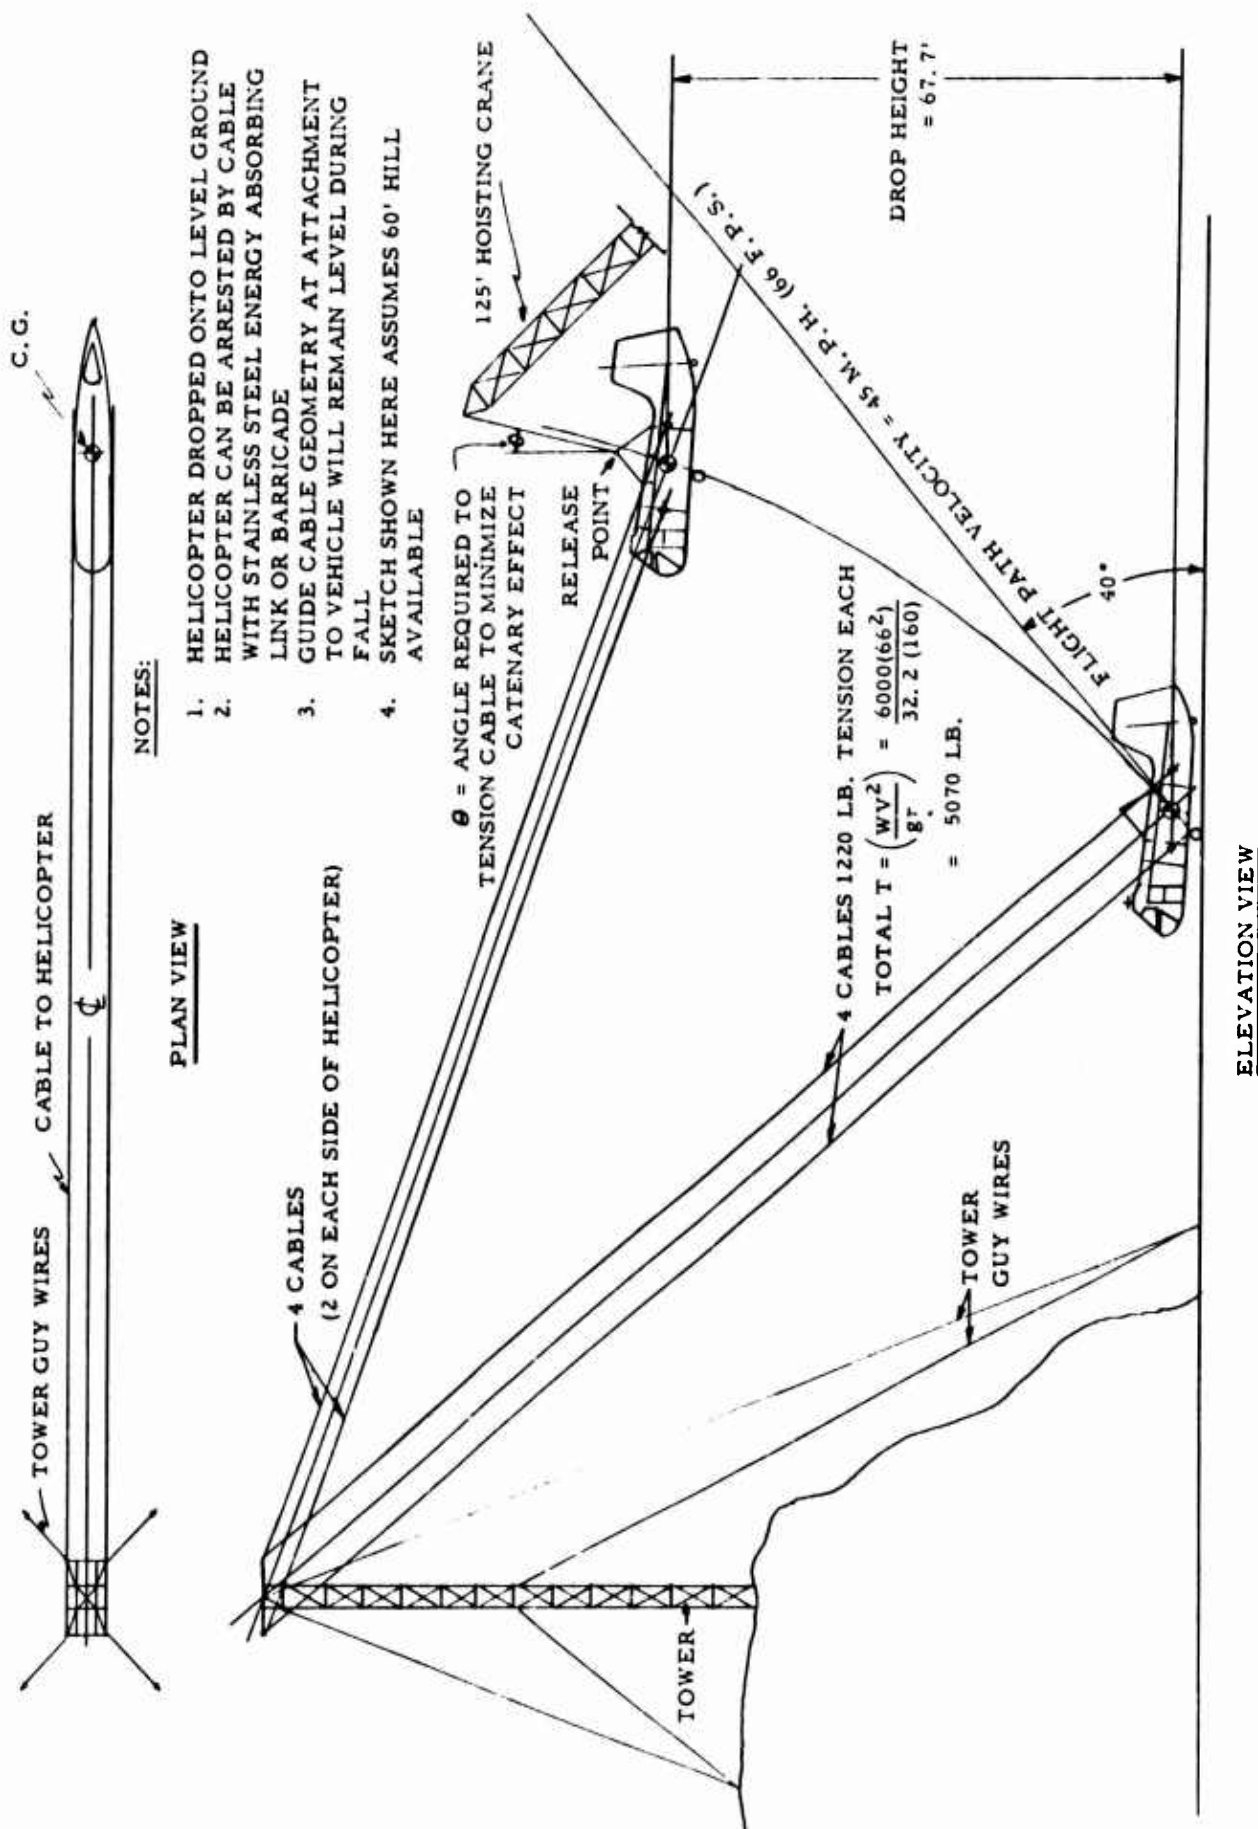 TOWER GUY WIRES
CABLE TO HELICOPTER
C. G.
℄
PLAN VIEW
NOTES:
1. HELICOPTER DROPPED ONTO LEVEL GROUND
2. HELICOPTER CAN BE ARRESTED BY CABLE
WITH STAINLESS STEEL ENERGY ABSORBING
LINK OR BARRICADE
3. GUIDE CABLE GEOMETRY AT ATTACHMENT
TO VEHICLE WILL REMAIN LEVEL DURING
FALL
4. SKETCH SHOWN HERE ASSUMES 60' HILL
AVAILABLE
4 CABLES
(2 ON EACH SIDE OF HELICOPTER)
θ = ANGLE REQUIRED TO
TENSION CABLE TO MINIMIZE
CATENARY EFFECT
θ
125' HOISTING CRANE
RELEASE
POINT
4 CABLES 1220 LB. TENSION EACH
TOTAL T = (WV²/gr) = 6000(66²)/32.2 (160)
= 5070 LB.
FLIGHT PATH VELOCITY = 45 M. P. H. (66 F. P. S.)
40°
DROP HEIGHT
= 67.7'
TOWER
TOWER
GUY WIRES
ELEVATION VIEW